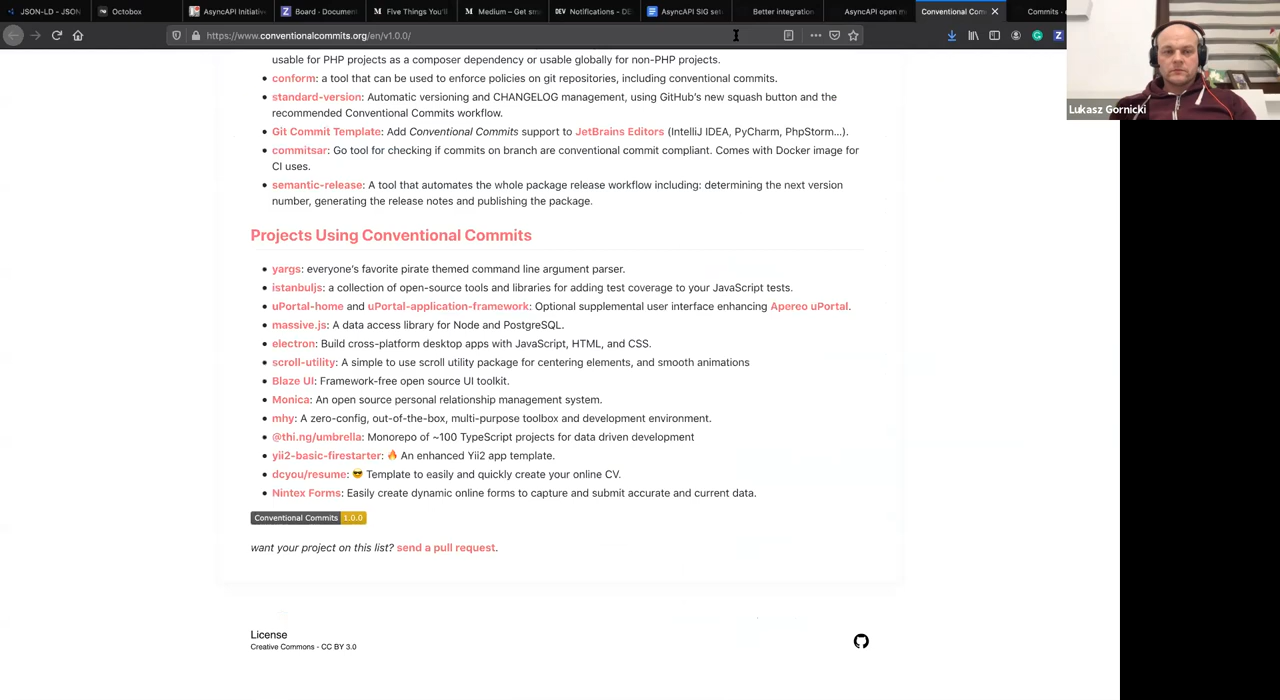 JSON-LD - JSON
Octobox
AsyncAPI Initiativ
Board - Documen
Five Things You'll
Medium – Get sm
DEV Notifications - DE
AsyncAPI SIG set
Better integration
AsyncAPI open m
Conventional Com
Commits -
https://www.conventionalcommits.org/en/v1.0.0/
Lukasz Gornicki
usable for PHP projects as a composer dependency or usable globally for non-PHP projects.
• conform: a tool that can be used to enforce policies on git repositories, including conventional commits.
• standard-version: Automatic versioning and CHANGELOG management, using GitHub's new squash button and the
recommended Conventional Commits workflow.
• Git Commit Template: Add Conventional Commits support to JetBrains Editors (IntelliJ IDEA, PyCharm, PhpStorm...).
• commitsar: Go tool for checking if commits on branch are conventional commit compliant. Comes with Docker image for
CI uses.
• semantic-release: A tool that automates the whole package release workflow including: determining the next version
number, generating the release notes and publishing the package.
Projects Using Conventional Commits
• yargs: everyone's favorite pirate themed command line argument parser.
• istanbuljs: a collection of open-source tools and libraries for adding test coverage to your JavaScript tests.
• uPortal-home and uPortal-application-framework: Optional supplemental user interface enhancing Apereo uPortal.
• massive.js: A data access library for Node and PostgreSQL.
• electron: Build cross-platform desktop apps with JavaScript, HTML, and CSS.
• scroll-utility: A simple to use scroll utility package for centering elements, and smooth animations
• Blaze UI: Framework-free open source UI toolkit.
• Monica: An open source personal relationship management system.
• mhy: A zero-config, out-of-the-box, multi-purpose toolbox and development environment.
• @thi.ng/umbrella: Monorepo of ~100 TypeScript projects for data driven development
• yii2-basic-firestarter: 🔥 An enhanced Yii2 app template.
• dcyou/resume: 😎 Template to easily and quickly create your online CV.
• Nintex Forms: Easily create dynamic online forms to capture and submit accurate and current data.
Conventional Commits 1.0.0
want your project on this list? send a pull request.
License
Creative Commons - CC BY 3.0